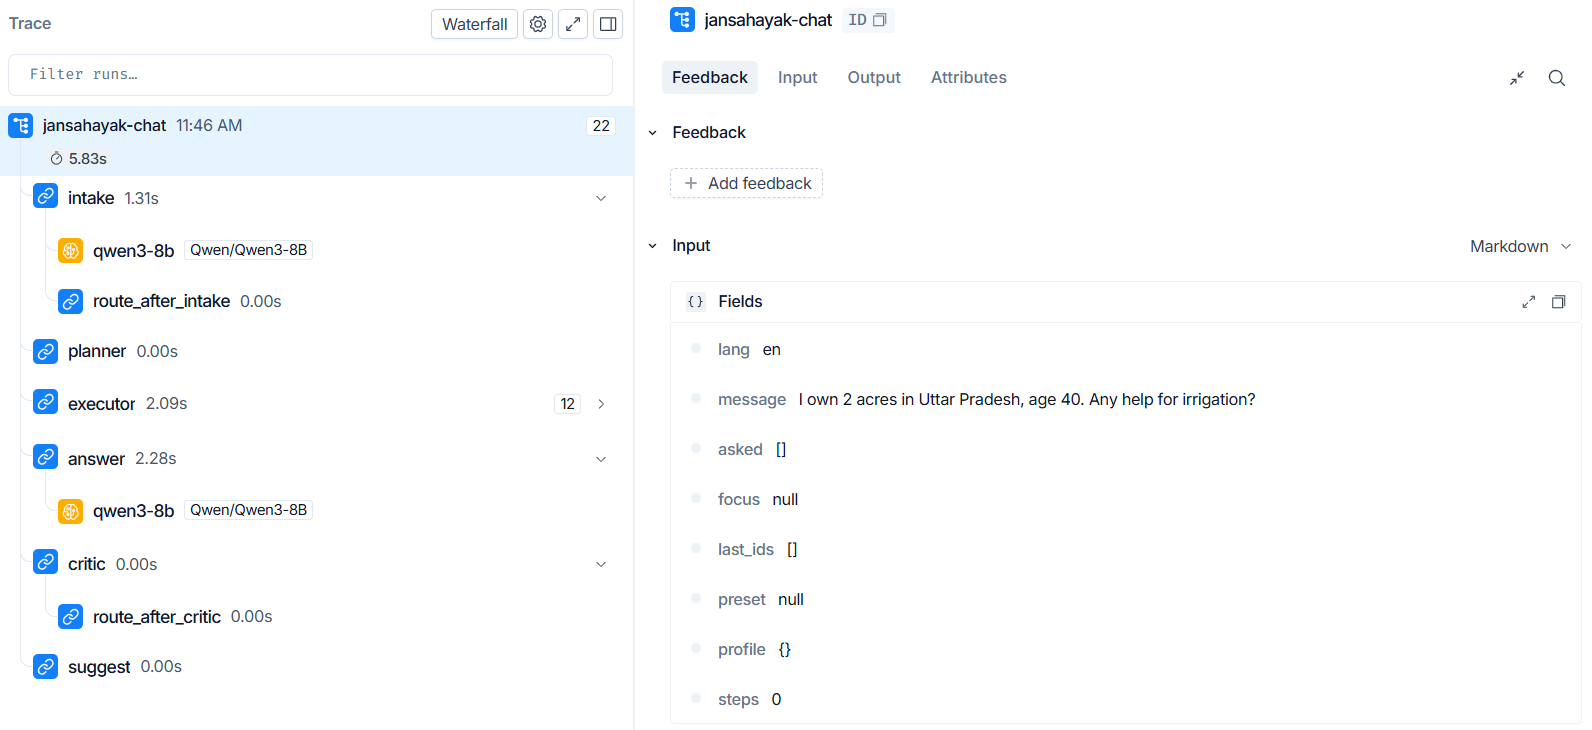 Trace
Waterfall
Filter runs…
jansahayak-chat 11:46 AM 22
5.83s
intake 1.31s
qwen3-8b Qwen/Qwen3-8B
route_after_intake 0.00s
planner 0.00s
executor 2.09s 12
answer 2.28s
qwen3-8b Qwen/Qwen3-8B
critic 0.00s
route_after_critic 0.00s
suggest 0.00s
jansahayak-chat ID
Feedback Input Output Attributes
Feedback
+ Add feedback
Input Markdown
{} Fields
lang en
message I own 2 acres in Uttar Pradesh, age 40. Any help for irrigation?
asked []
focus null
last_ids []
preset null
profile {}
steps 0